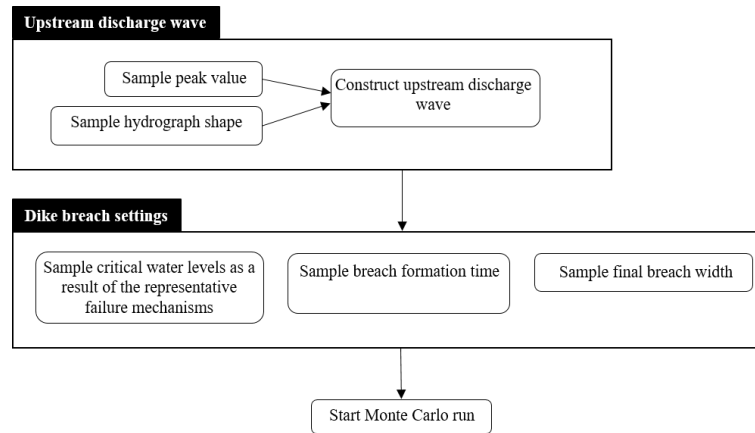 Upstream discharge wave
Sample peak value
Sample hydrograph shape
Construct upstream discharge
wave
Dike breach settings
Sample critical water levels as a
result of the representative
failure mechanisms
Sample breach formation time
Sample final breach width
Start Monte Carlo run